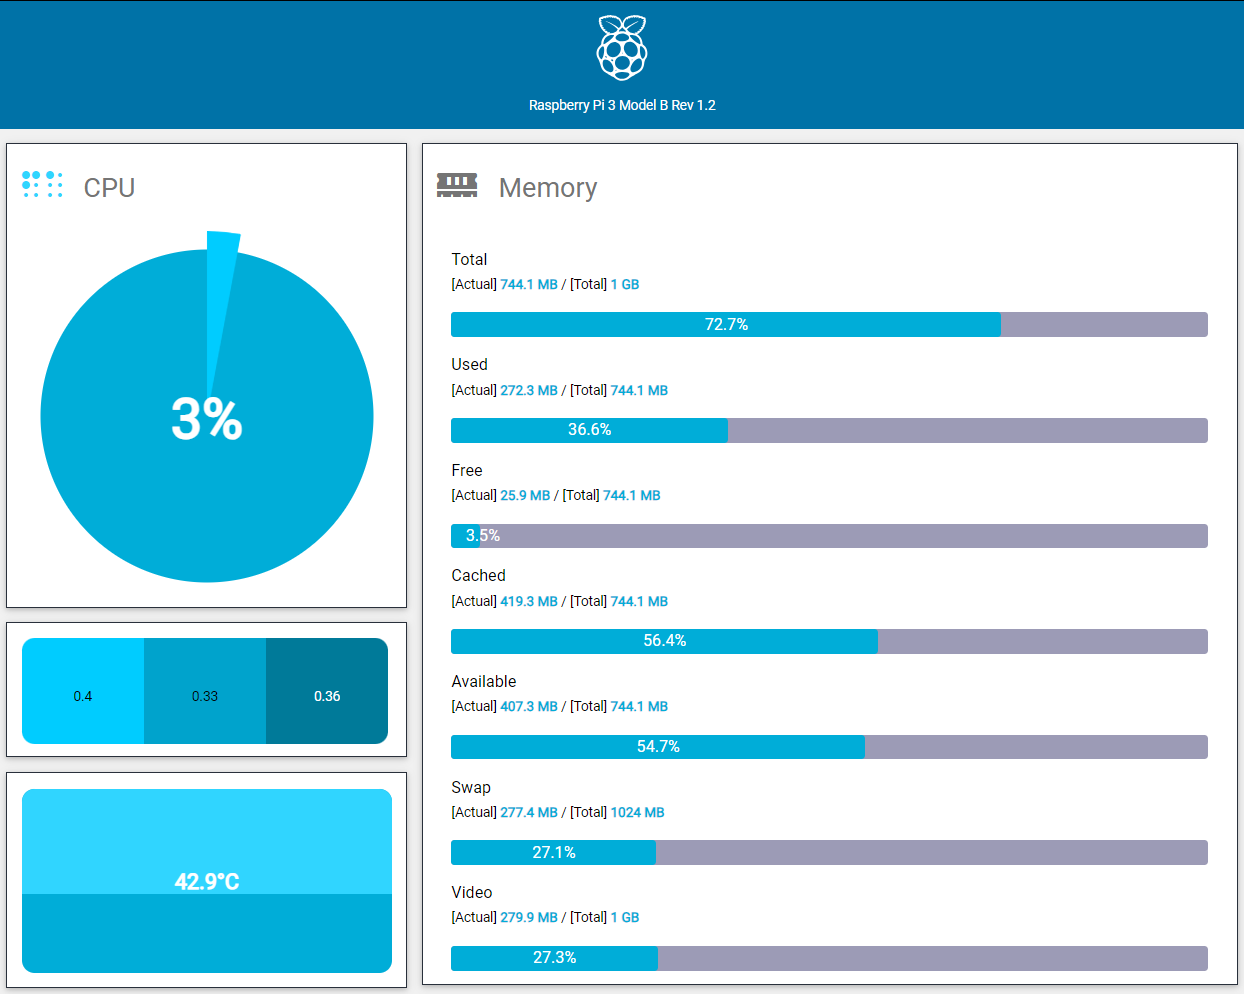 Raspberry Pi 3 Model B Rev 1.2
CPU
3%
0.4
0.33
0.36
42.9°C
Memory
Total
[Actual] 744.1 MB / [Total] 1 GB
72.7%
Used
[Actual] 272.3 MB / [Total] 744.1 MB
36.6%
Free
[Actual] 25.9 MB / [Total] 744.1 MB
3.5%
Cached
[Actual] 419.3 MB / [Total] 744.1 MB
56.4%
Available
[Actual] 407.3 MB / [Total] 744.1 MB
54.7%
Swap
[Actual] 277.4 MB / [Total] 1024 MB
27.1%
Video
[Actual] 279.9 MB / [Total] 1 GB
27.3%